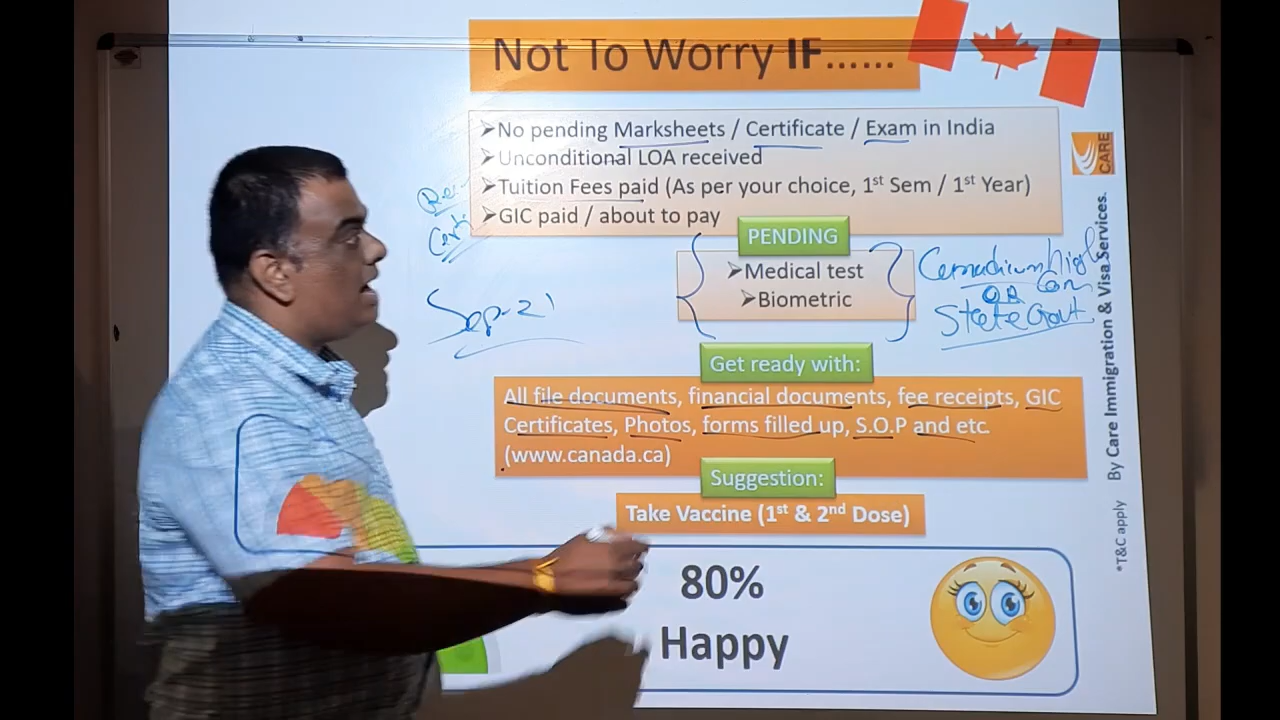 Not To Worry IF......
➢No pending Marksheets / Certificate / Exam in India
➢Unconditional LOA received
➢Tuition Fees paid (As per your choice, 1st Sem / 1st Year)
➢GIC paid / about to pay
PENDING
➢Medical test
➢Biometric
Sep-21
OR
State Govt
Get ready with:
All file documents, financial documents, fee receipts, GIC
Certificates, Photos, forms filled up, S.O.P and etc.
(www.canada.ca)
Suggestion:
Take Vaccine (1st & 2nd Dose)
80%
Happy
CARE
By Care Immigration & Visa Services.
*T&C apply